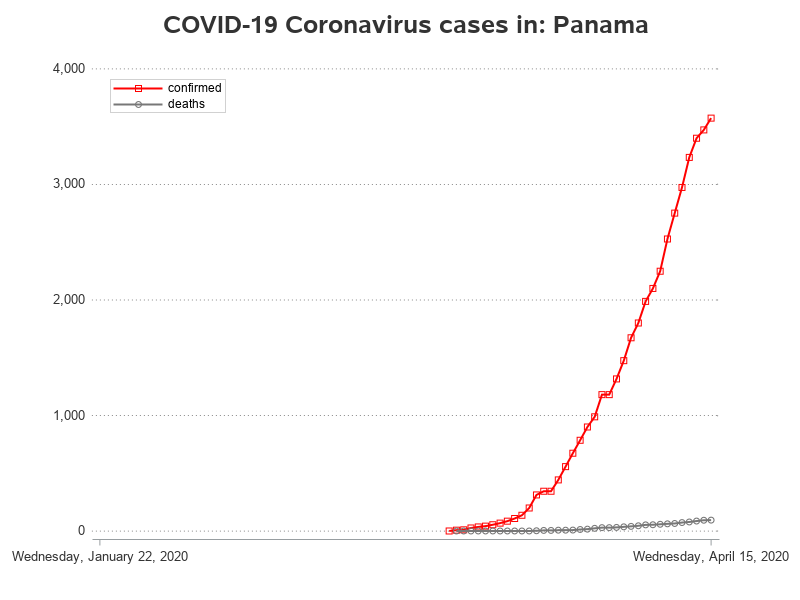 COVID-19 Coronavirus cases in: Panama
4,000
confirmed
deaths
3,000
2,000
1,000
0
Wednesday, January 22, 2020
Wednesday, April 15, 2020